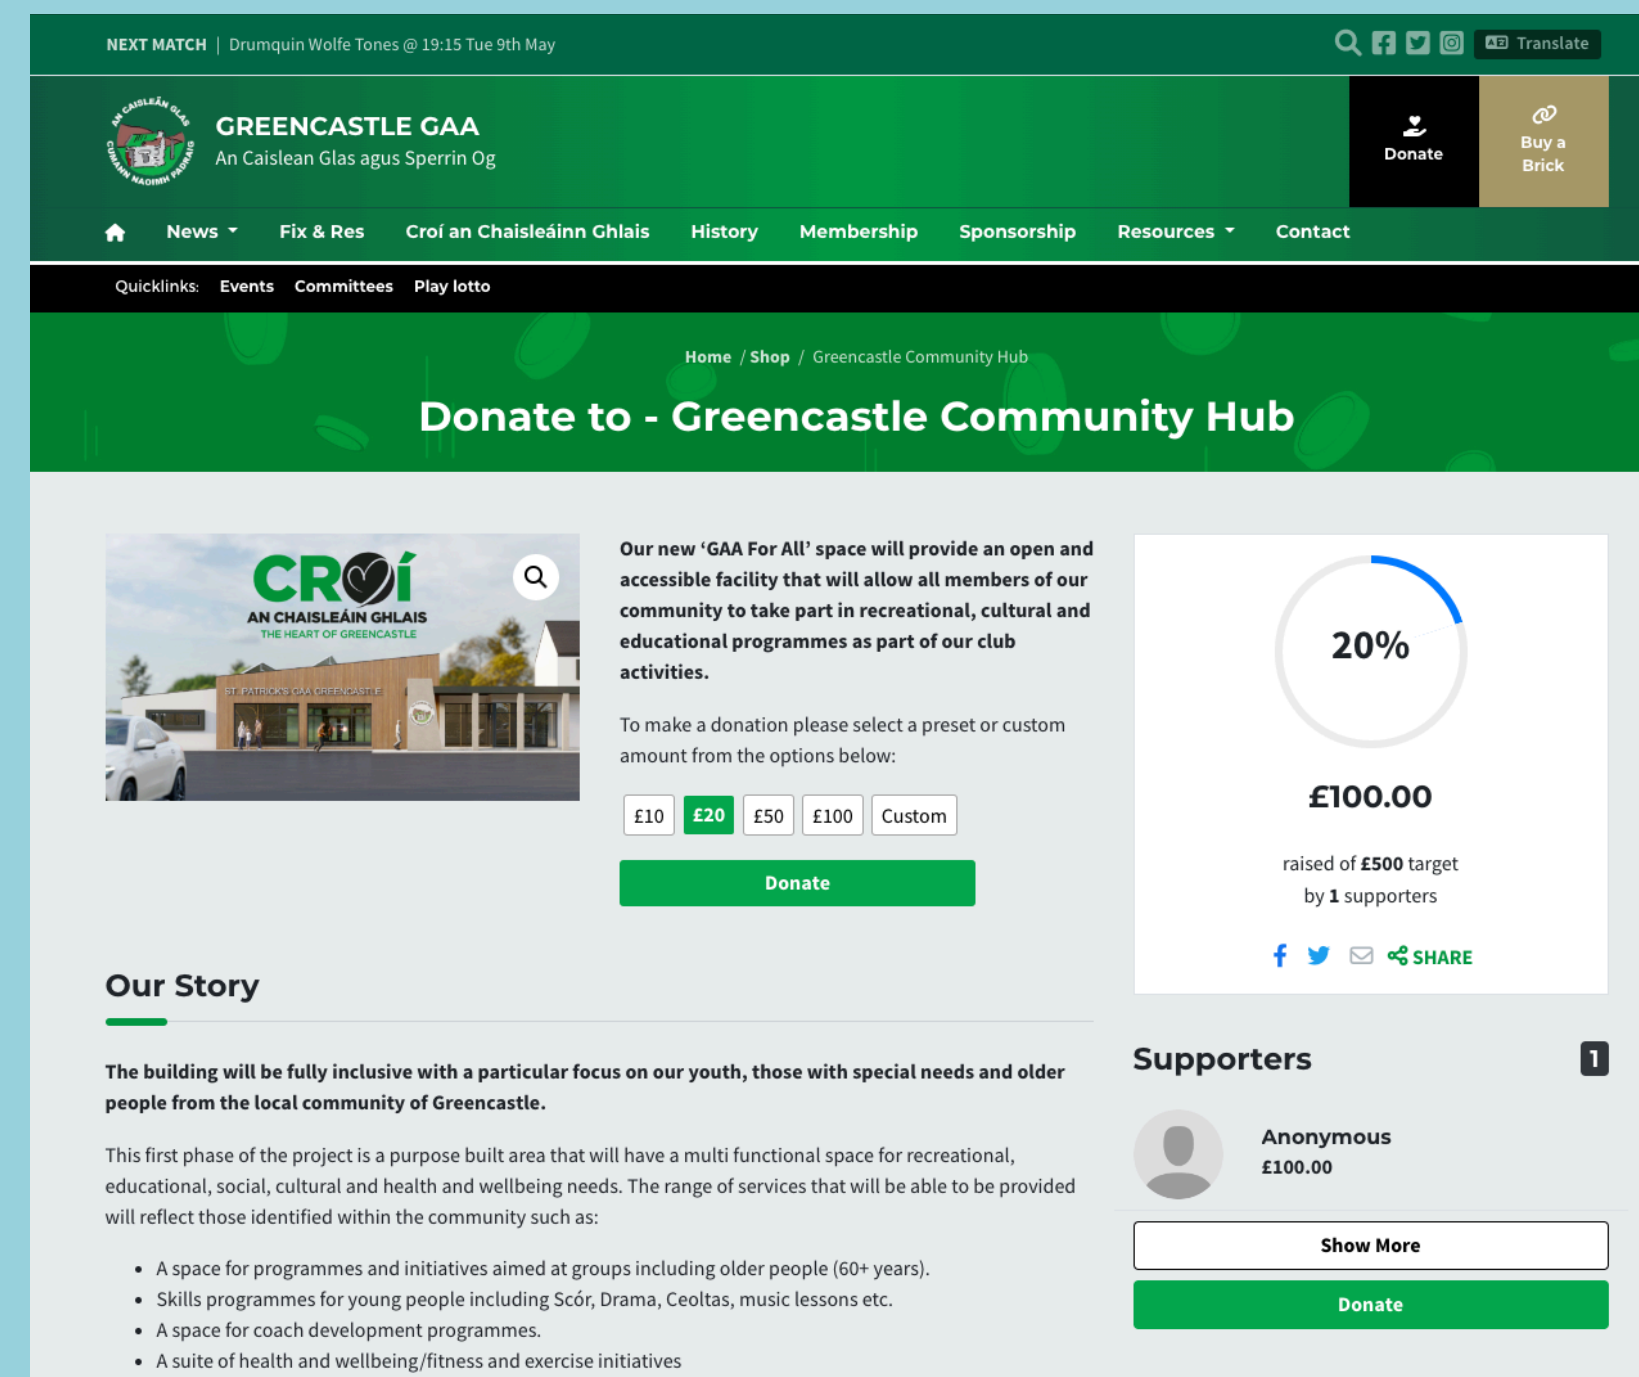 NEXT MATCH | Drumquin Wolfe Tones @ 19:15 Tue 9th May
Translate
AN CAISLEÁN GLAS
CUMANN NAOIMH PADRAIG
GREENCASTLE GAA
An Caislean Glas agus Sperrin Og
Donate
Buy a
Brick
News
Fix & Res
Croí an Chaisleáinn Ghlais
History
Membership
Sponsorship
Resources
Contact
Quicklinks: Events Committees Play lotto
Home / Shop / Greencastle Community Hub
Donate to - Greencastle Community Hub
CROÍ
AN CHAISLEÁIN GHLAIS
THE HEART OF GREENCASTLE
ST. PATRICK'S GAA GREENCASTLE
Our new ‘GAA For All’ space will provide an open and
accessible facility that will allow all members of our
community to take part in recreational, cultural and
educational programmes as part of our club
activities.
To make a donation please select a preset or custom
amount from the options below:
£10 £20 £50 £100 Custom
Donate
20%
£100.00
raised of £500 target
by 1 supporters
SHARE
Our Story
The building will be fully inclusive with a particular focus on our youth, those with special needs and older
people from the local community of Greencastle.
This first phase of the project is a purpose built area that will have a multi functional space for recreational,
educational, social, cultural and health and wellbeing needs. The range of services that will be able to be provided
will reflect those identified within the community such as:
• A space for programmes and initiatives aimed at groups including older people (60+ years).
• Skills programmes for young people including Scór, Drama, Ceoltas, music lessons etc.
• A space for coach development programmes.
• A suite of health and wellbeing/fitness and exercise initiatives
Supporters 1
Anonymous
£100.00
Show More
Donate